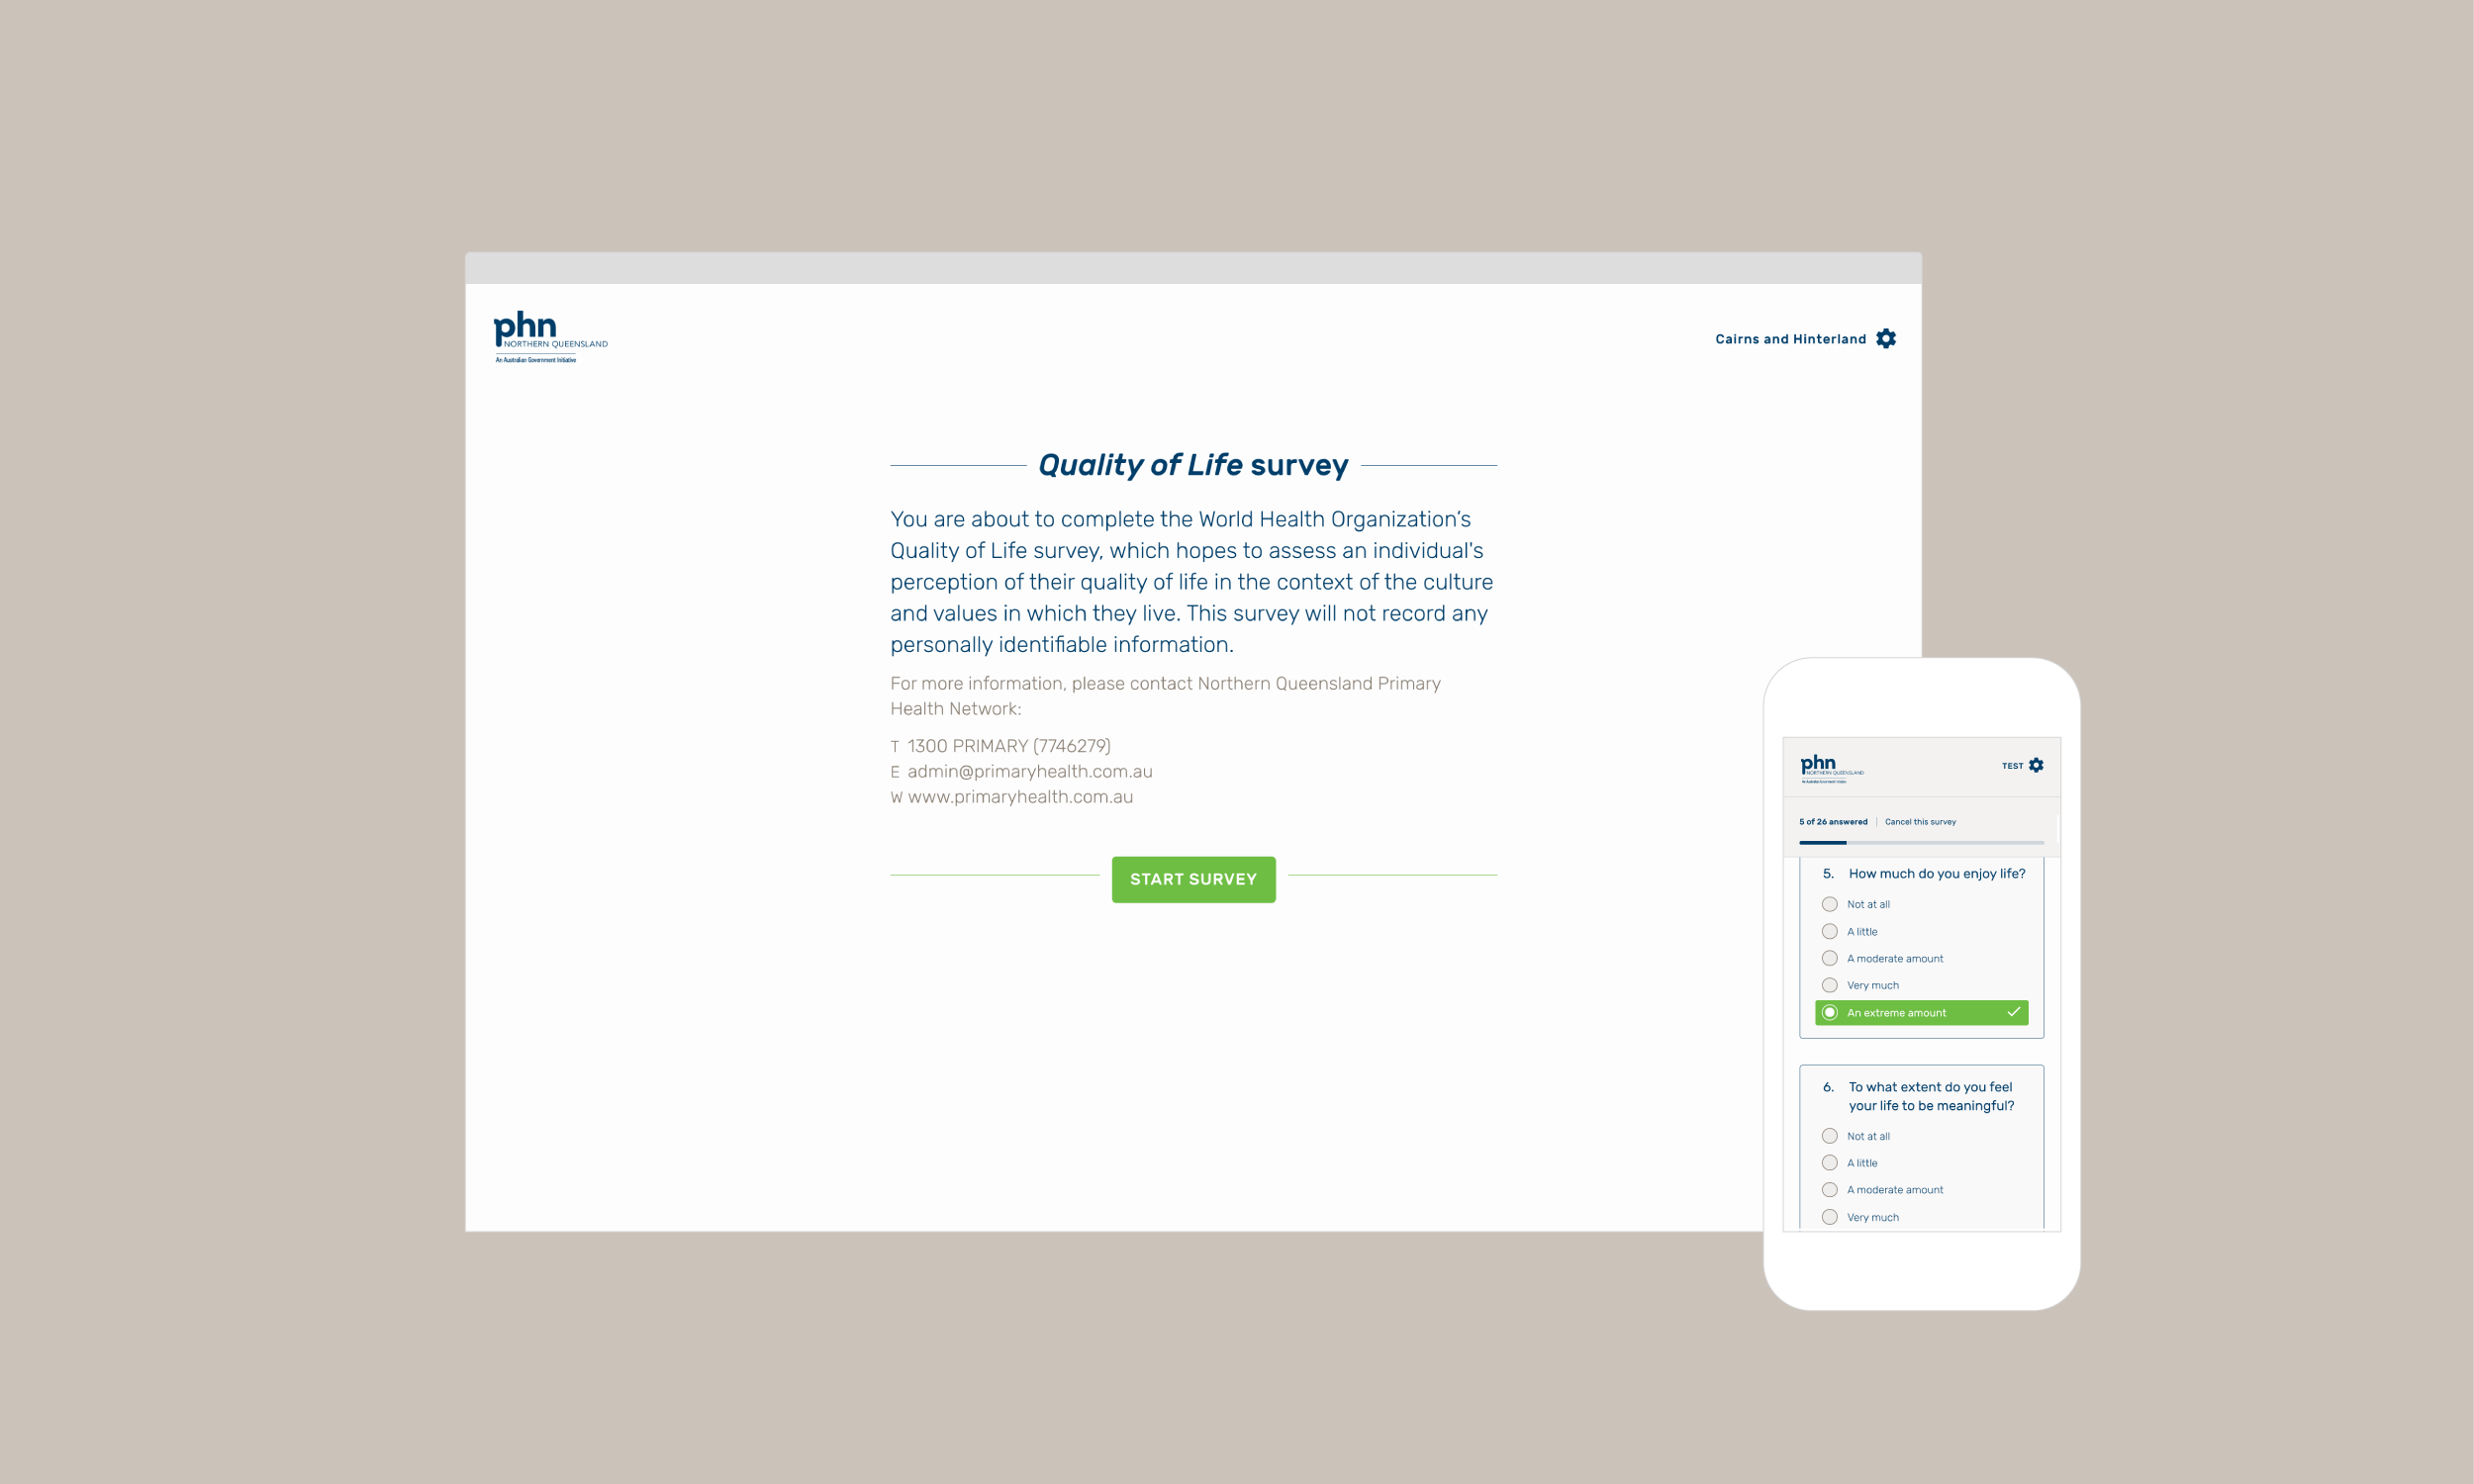 phn
NORTHERN QUEENSLAND
An Australian Government Initiative
Cairns and Hinterland
Quality of Life survey
You are about to complete the World Health Organization’s
Quality of Life survey, which hopes to assess an individual's
perception of their quality of life in the context of the culture
and values in which they live. This survey will not record any
personally identifiable information.
For more information, please contact Northern Queensland Primary
Health Network:
T 1300 PRIMARY (7746279)
E admin@primaryhealth.com.au
W www.primaryhealth.com.au
START SURVEY
phn
NORTHERN QUEENSLAND
An Australian Government Initiative
TEST
5 of 26 answered | Cancel this survey
5. How much do you enjoy life?
Not at all
A little
A moderate amount
Very much
An extreme amount
6. To what extent do you feel
your life to be meaningful?
Not at all
A little
A moderate amount
Very much